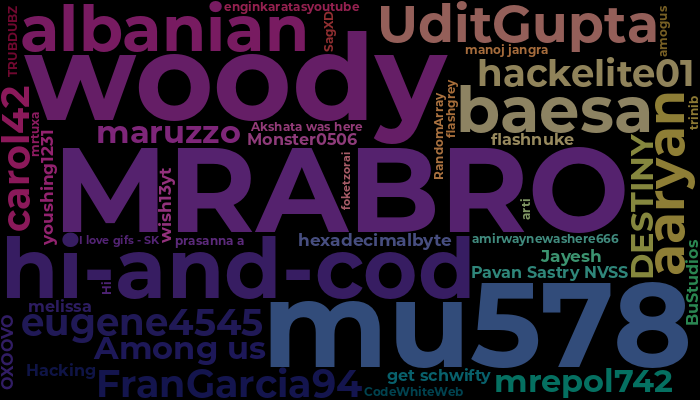 enginkaratasyoutube
albanian
UditGupta
TRUBDUBZ
SagXD
amogus
manoj jangra
woody
hackelite01
carol42
mrtuxa
baesa
RandomArray
flashgrey
aaryan
trinib
maruzzo
Akshata was here
Monster0506
flashnuke
youshing1231
DESTINY
MRABRO
foketzorai
wish13yt
arti
I love gifs - SK
prasanna a
hexadecimalbyte
amirwaynewashere666
hi-and-cod
Jayesh
Pavan Sastry NVSS
Bustudios
Hi
mu578
melissa
eugene4545
OXOOVO
Among us
Hacking
FranGarcia94
get schwifty
mrepol742
CodeWhiteWeb